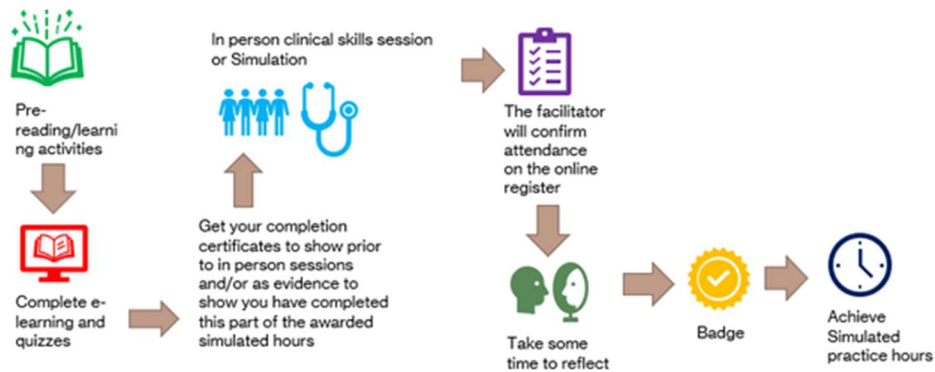 Pre-
reading/learni
ng activities
Complete e-
learning and
quizzes
Get your completion
certificates to show prior
to in person sessions
and/or as evidence to
show you have completed
this part of the awarded
simulated hours
In person clinical skills session
or Simulation
The facilitator
will confirm
attendance
on the online
register
Take some
time to reflect
Badge
Achieve
Simulated
practice hours